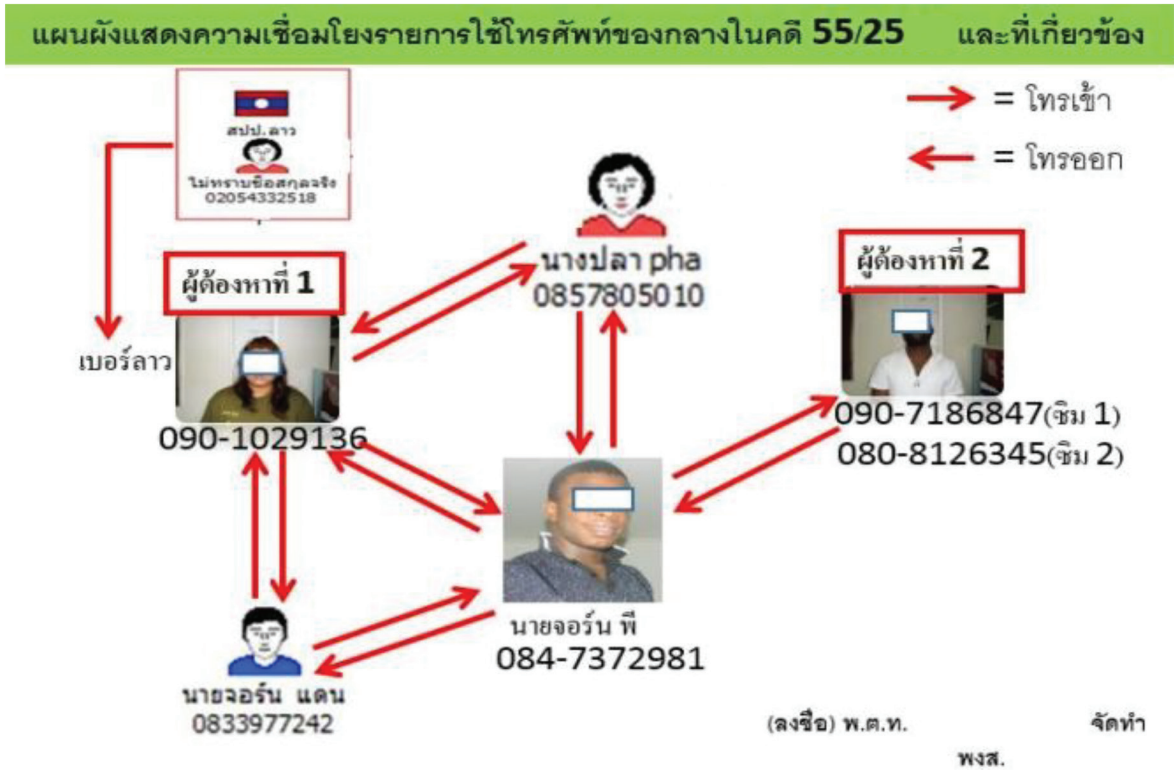 แผนผังแสดงความเชื่อมโยงรายการใช้โทรศัพท์ของกลางในคดี 55/25 และที่เกี่ยวข้อง
= โทรเข้า
= โทรออก
สปป.ลาว
ไม่ทราบชื่อสกุลจริง
02054332518
นางปลา pha
0857805010
ผู้ต้องหาที่ 1
ผู้ต้องหาที่ 2
เบอร์ลาว
090-1029136
090-7186847(ซิม 1)
080-8126345(ซิม 2)
นายจอร์น พี
084-7372981
นายจอร์น แดน
0833977242
(ลงชื่อ) พ.ต.ท. จัดทำ
พงส.